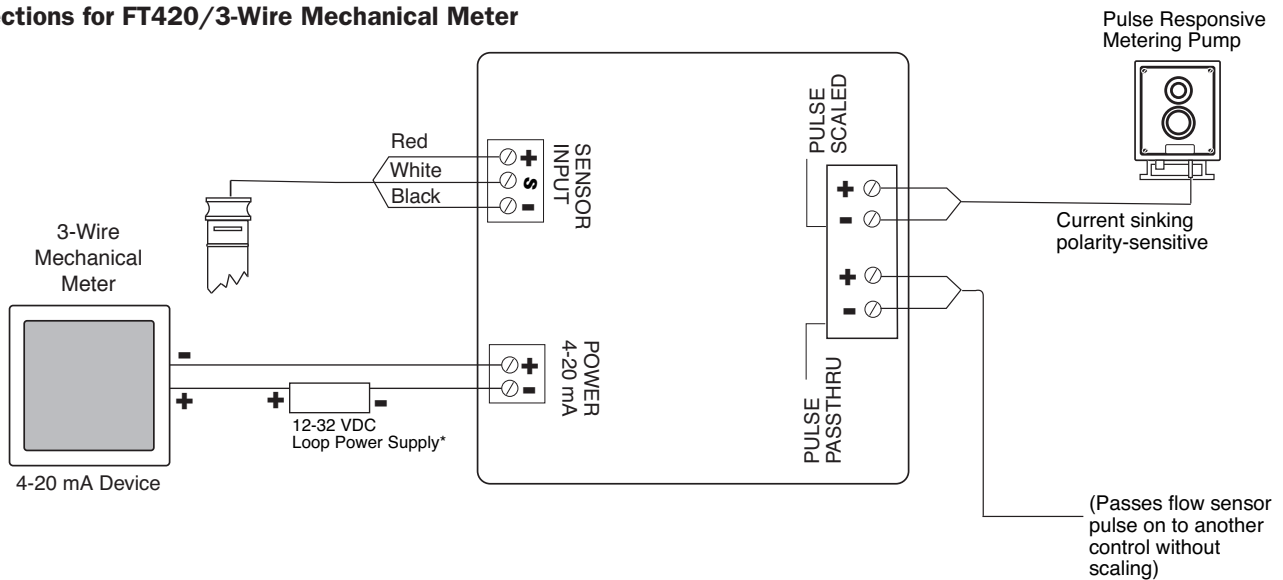 ctions for FT420/3-Wire Mechanical Meter
Pulse Responsive
Metering Pump
Red
White
Black
+
S
-
SENSOR
INPUT
PULSE
SCALED
+
-
+
-
Current sinking
polarity-sensitive
3-Wire
Mechanical
Meter
-
+
+
-
12-32 VDC
Loop Power Supply*
+
-
POWER
4-20 mA
PULSE
PASSTHRU
4-20 mA Device
(Passes flow sensor
pulse on to another
control without
scaling)